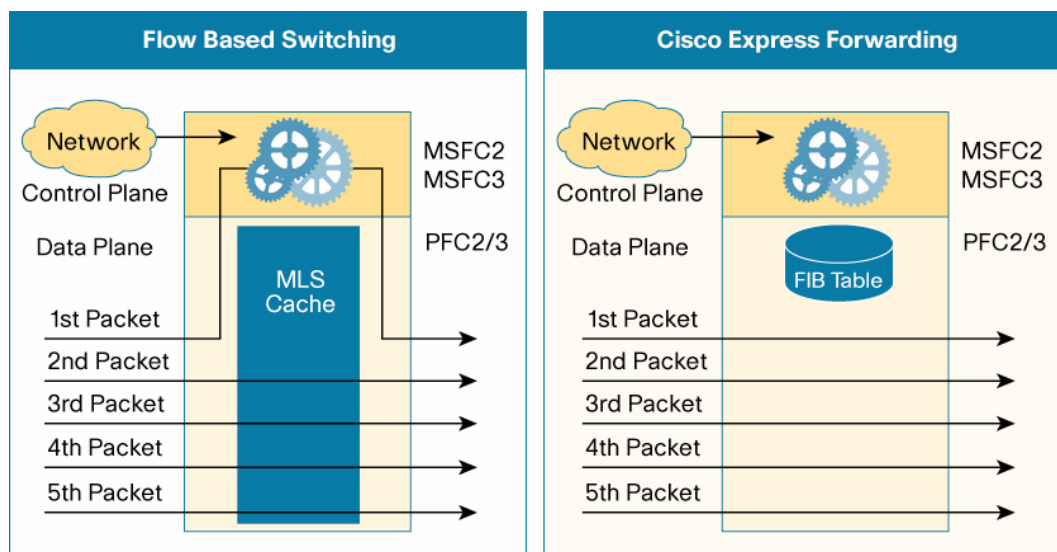 Flow Based Switching
Network
MSFC2
MSFC3
Control Plane
Data Plane
PFC2/3
MLS
Cache
1st Packet
2nd Packet
3rd Packet
4th Packet
5th Packet
Cisco Express Forwarding
Network
MSFC2
MSFC3
Control Plane
Data Plane
PFC2/3
FIB Table
1st Packet
2nd Packet
3rd Packet
4th Packet
5th Packet